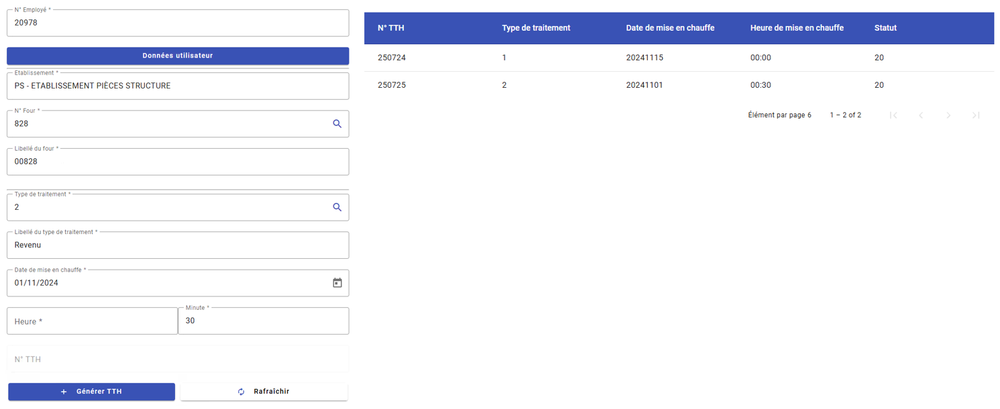 N° Employé *
20978
Données utilisateur
Etablissement *
PS - ETABLISSEMENT PIÈCES STRUCTURE
N° Four *
828
Libellé du four *
00828
Type de traitement *
2
Libellé du type de traitement *
Revenu
Date de mise en chauffe *
01/11/2024
Heure *
Minute *
30
N° TTH
+ Générer TTH
Rafraîchir
N° TTH Type de traitement Date de mise en chauffe Heure de mise en chauffe Statut
250724 1 20241115 00:00 20
250725 2 20241101 00:30 20
Élément par page 6 1 – 2 of 2